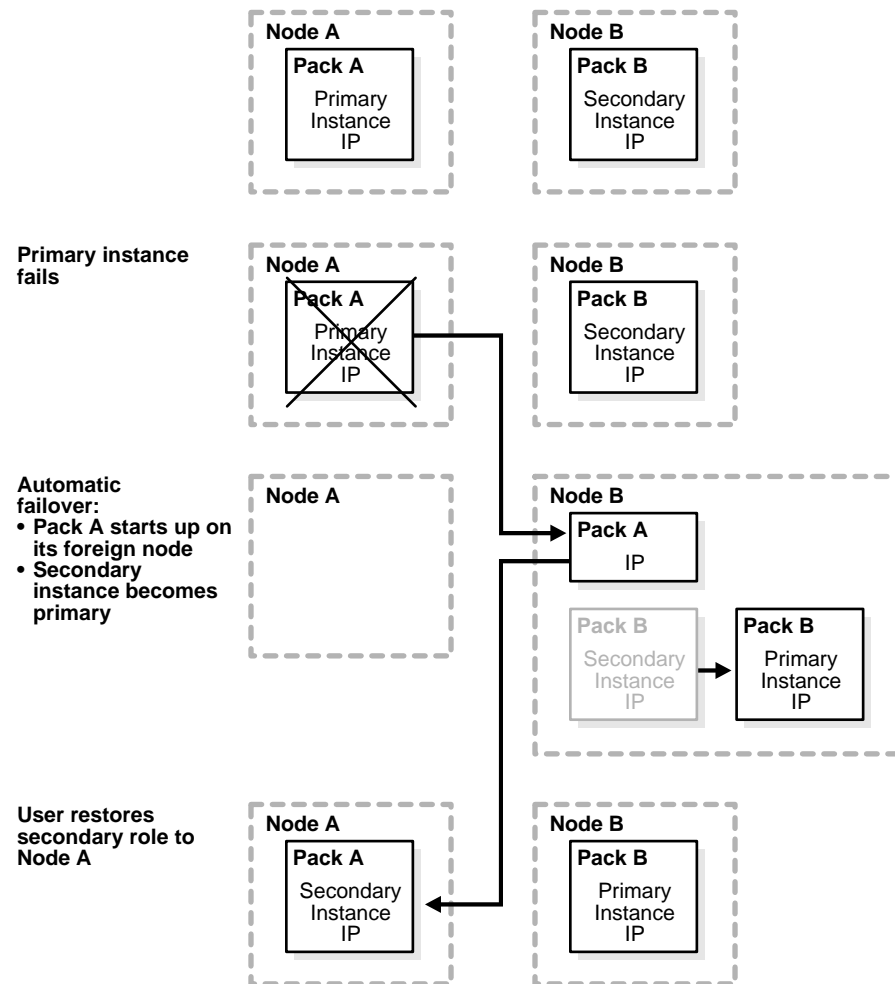 Node A
Pack A
Primary
Instance
IP
Node B
Pack B
Secondary
Instance
IP
Primary instance
fails
Node A
Pack A
Primary
Instance
IP
Node B
Pack B
Secondary
Instance
IP
Automatic
failover:
• Pack A starts up on
its foreign node
• Secondary
instance becomes
primary
Node A
Node B
Pack A
IP
Pack B
Secondary
Instance
IP
Pack B
Primary
Instance
IP
User restores
secondary role to
Node A
Node A
Pack A
Secondary
Instance
IP
Node B
Pack B
Primary
Instance
IP